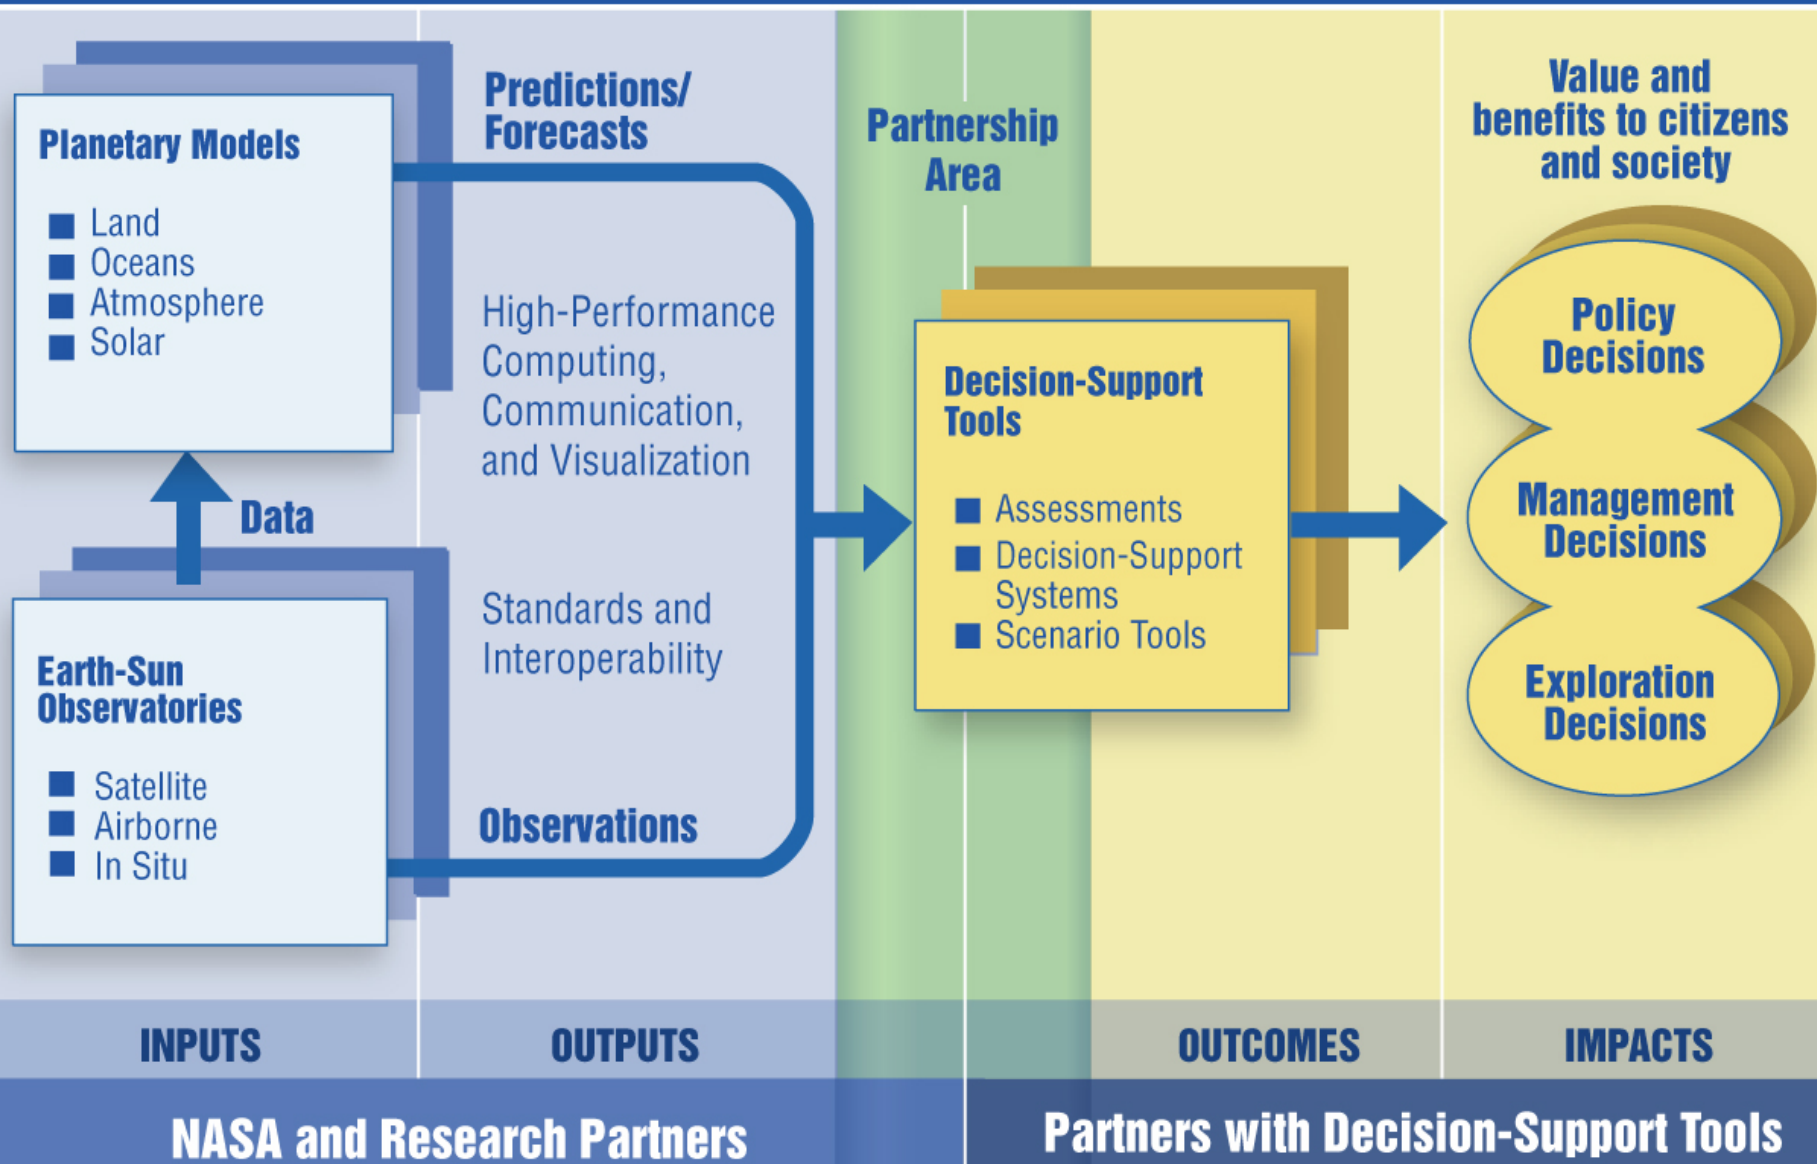 Planetary Models
Land
Oceans
Atmosphere
Solar
Data
Earth-Sun
Observatories
Satellite
Airborne
In Situ
Predictions/
Forecasts
High-Performance
Computing,
Communication,
and Visualization
Standards and
Interoperability
Observations
Partnership
Area
Decision-Support
Tools
Assessments
Decision-Support
Systems
Scenario Tools
Value and
benefits to citizens
and society
Policy
Decisions
Management
Decisions
Exploration
Decisions
INPUTS
OUTPUTS
OUTCOMES
IMPACTS
NASA and Research Partners
Partners with Decision-Support Tools